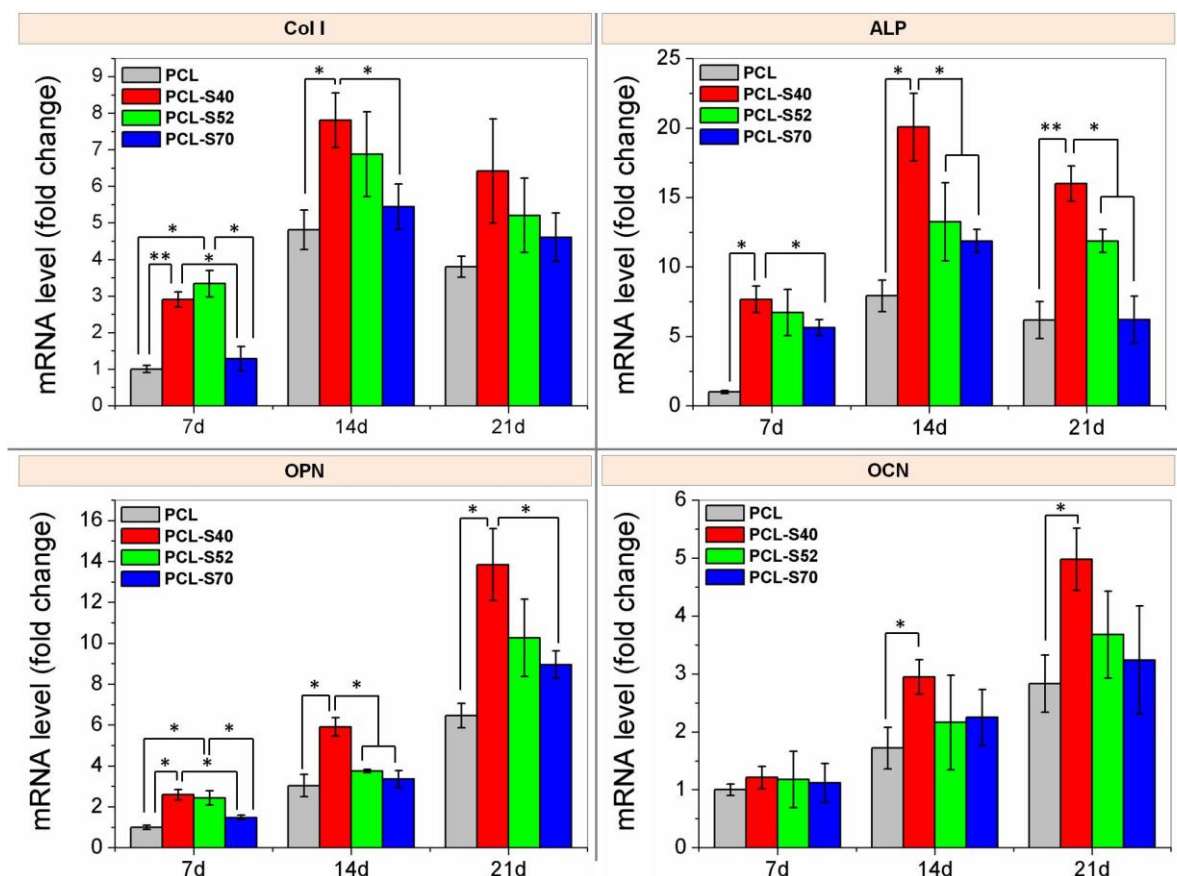 Col I
mRNA level (fold change)
9
8
7
6
5
4
3
2
1
0
PCL
PCL-S40
PCL-S52
PCL-S70
* *
* *
** *
7d 14d 21d
ALP
mRNA level (fold change)
25
20
15
10
5
0
PCL
PCL-S40
PCL-S52
PCL-S70
* *
** *
* *
7d 14d 21d
OPN
mRNA level (fold change)
16
14
12
10
8
6
4
2
0
PCL
PCL-S40
PCL-S52
PCL-S70
* *
* *
* *
* *
7d 14d 21d
OCN
mRNA level (fold change)
6
5
4
3
2
1
0
PCL
PCL-S40
PCL-S52
PCL-S70
*
*
7d 14d 21d